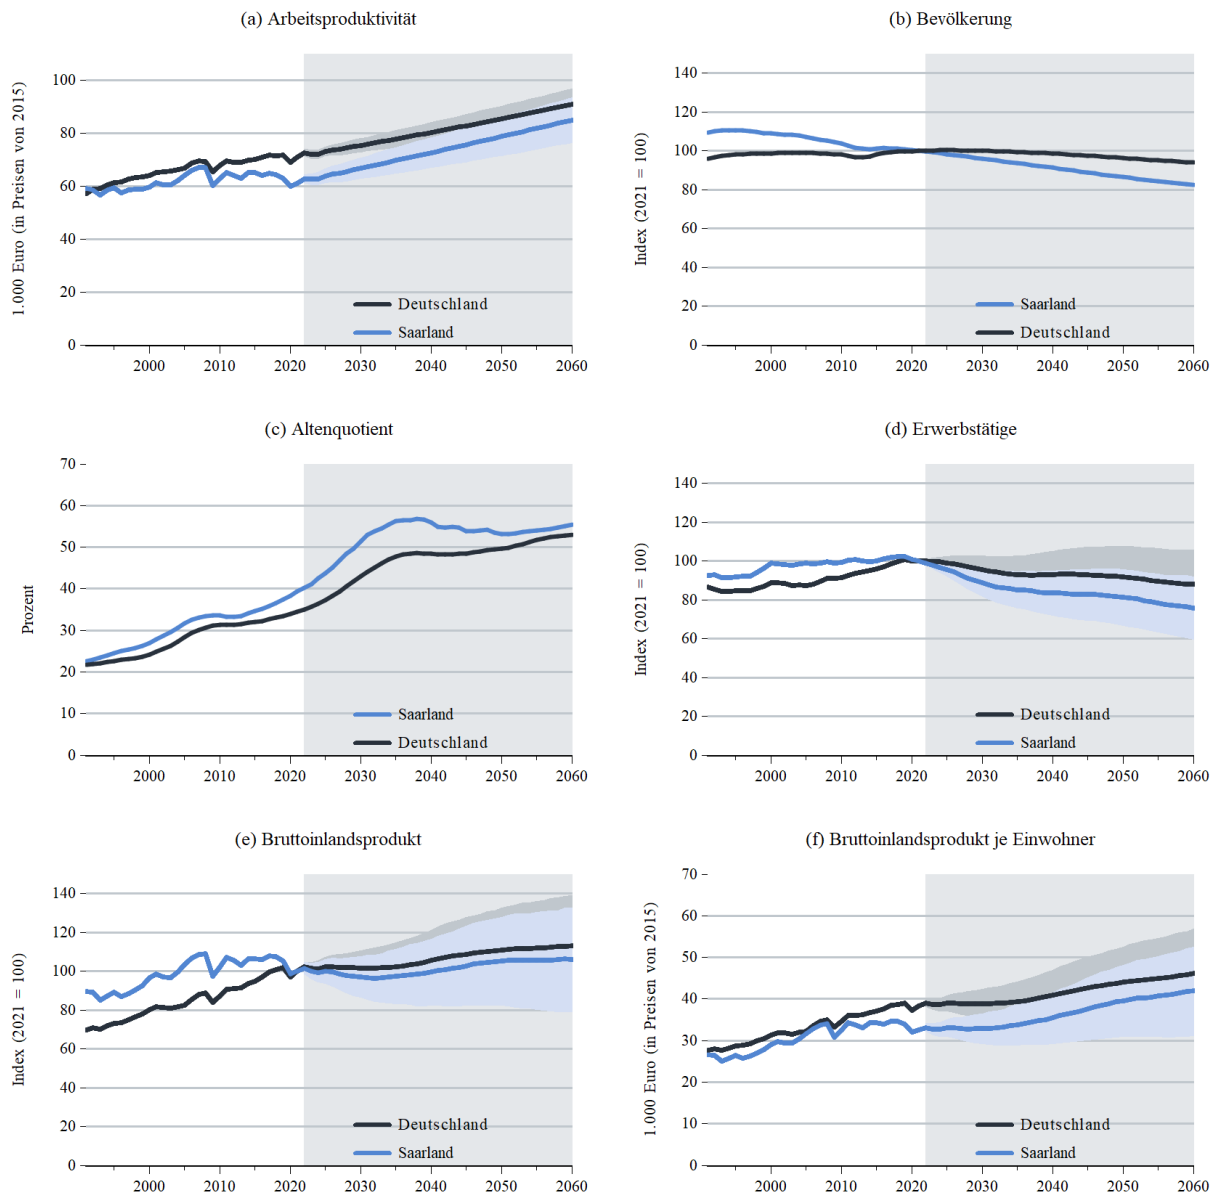 (a) Arbeitsproduktivität
1.000 Euro (in Preisen von 2015)
100
80
60
40
20
0
Deutschland
Saarland
2000 2010 2020 2030 2040 2050 2060
(b) Bevölkerung
Index (2021 = 100)
140
120
100
80
60
40
20
0
Saarland
Deutschland
2000 2010 2020 2030 2040 2050 2060
(c) Altenquotient
Prozent
70
60
50
40
30
20
10
0
Saarland
Deutschland
2000 2010 2020 2030 2040 2050 2060
(d) Erwerbstätige
Index (2021 = 100)
140
120
100
80
60
40
20
0
Deutschland
Saarland
2000 2010 2020 2030 2040 2050 2060
(e) Bruttoinlandsprodukt
Index (2021 = 100)
140
120
100
80
60
40
20
0
Deutschland
Saarland
2000 2010 2020 2030 2040 2050 2060
(f) Bruttoinlandsprodukt je Einwohner
1.000 Euro (in Preisen von 2015)
70
60
50
40
30
20
10
0
Deutschland
Saarland
2000 2010 2020 2030 2040 2050 2060